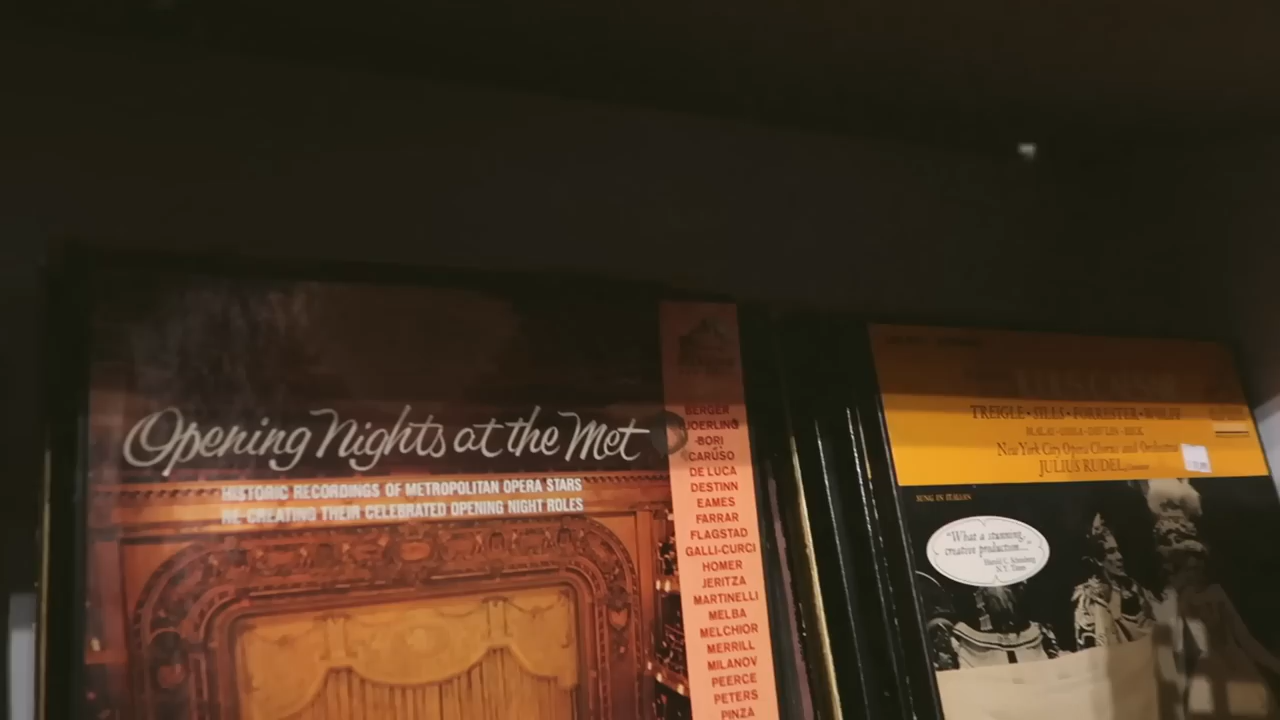 Opening Nights at the Met
HISTORIC RECORDINGS OF METROPOLITAN OPERA STARS
RE-CREATING THEIR CELEBRATED OPENING NIGHT ROLES
BERGER
BJOERLING
BORI
CARUSO
DE LUCA
DESTINN
EAMES
FARRAR
FLAGSTAD
GALLI-CURCI
HOMER
JERITZA
MARTINELLI
MELBA
MELCHIOR
MERRILL
MILANOV
PEERCE
PETERS
PINZA
TREIGLE • SILLS • FORRESTER • WOLFF
New York City Opera Chorus and Orchestra
JULIUS RUDEL,
SUNG IN ITALIAN
"What a stunning,
creative production..."
Harold C. Schonberg
N.Y. Times